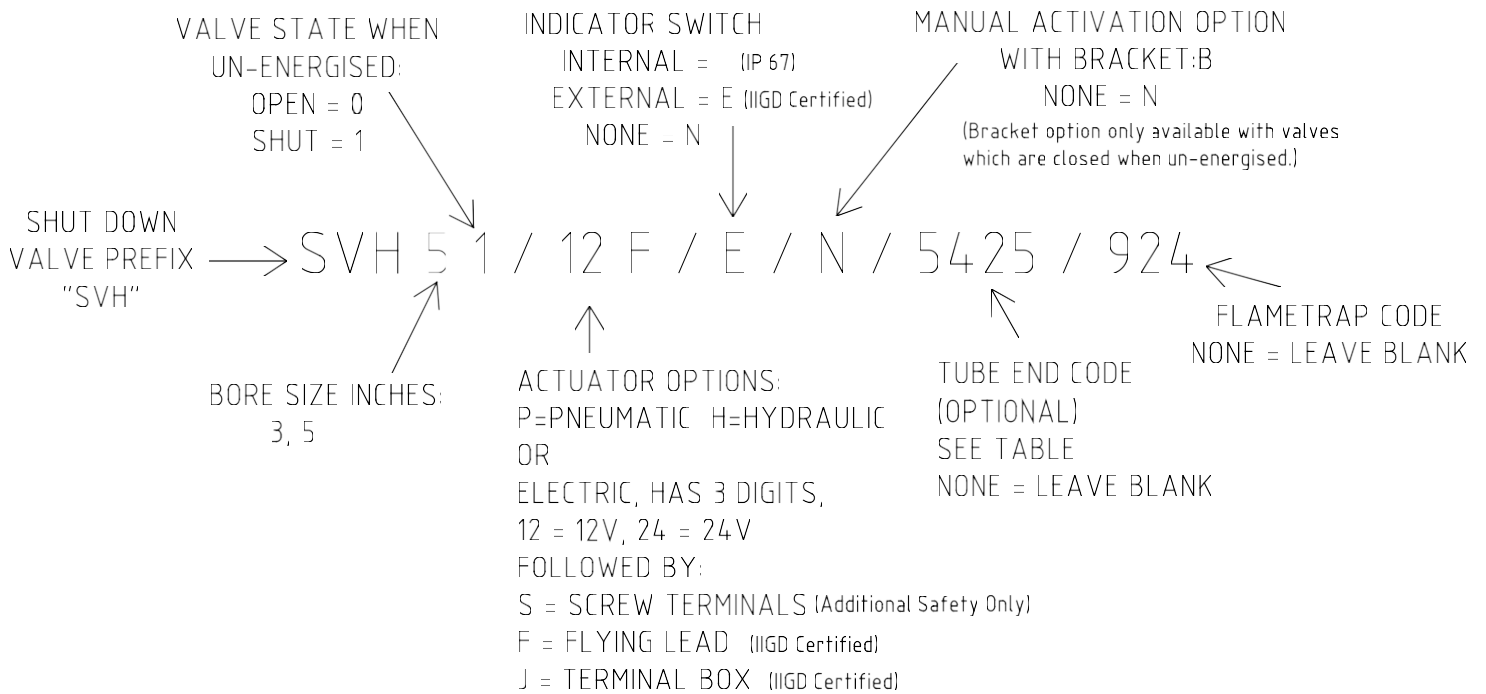 VALVE STATE WHEN
UN-ENERGISED:
OPEN = 0
SHUT = 1
INDICATOR SWITCH
INTERNAL = (IP 67)
EXTERNAL = E (IIGD Certified)
NONE = N
MANUAL ACTIVATION OPTION
WITH BRACKET:B
NONE = N
(Bracket option only available with valves
which are closed when un-energised.)
SHUT DOWN
VALVE PREFIX
"SVH"
SVH 5 1 / 12 F / E / N / 5425 / 924
BORE SIZE INCHES:
3, 5
ACTUATOR OPTIONS:
P=PNEUMATIC H=HYDRAULIC
OR
ELECTRIC, HAS 3 DIGITS,
12 = 12V, 24 = 24V
FOLLOWED BY:
S = SCREW TERMINALS (Additional Safety Only)
F = FLYING LEAD (IIGD Certified)
J = TERMINAL BOX (IIGD Certified)
TUBE END CODE
(OPTIONAL)
SEE TABLE
NONE = LEAVE BLANK
FLAMETRAP CODE
NONE = LEAVE BLANK